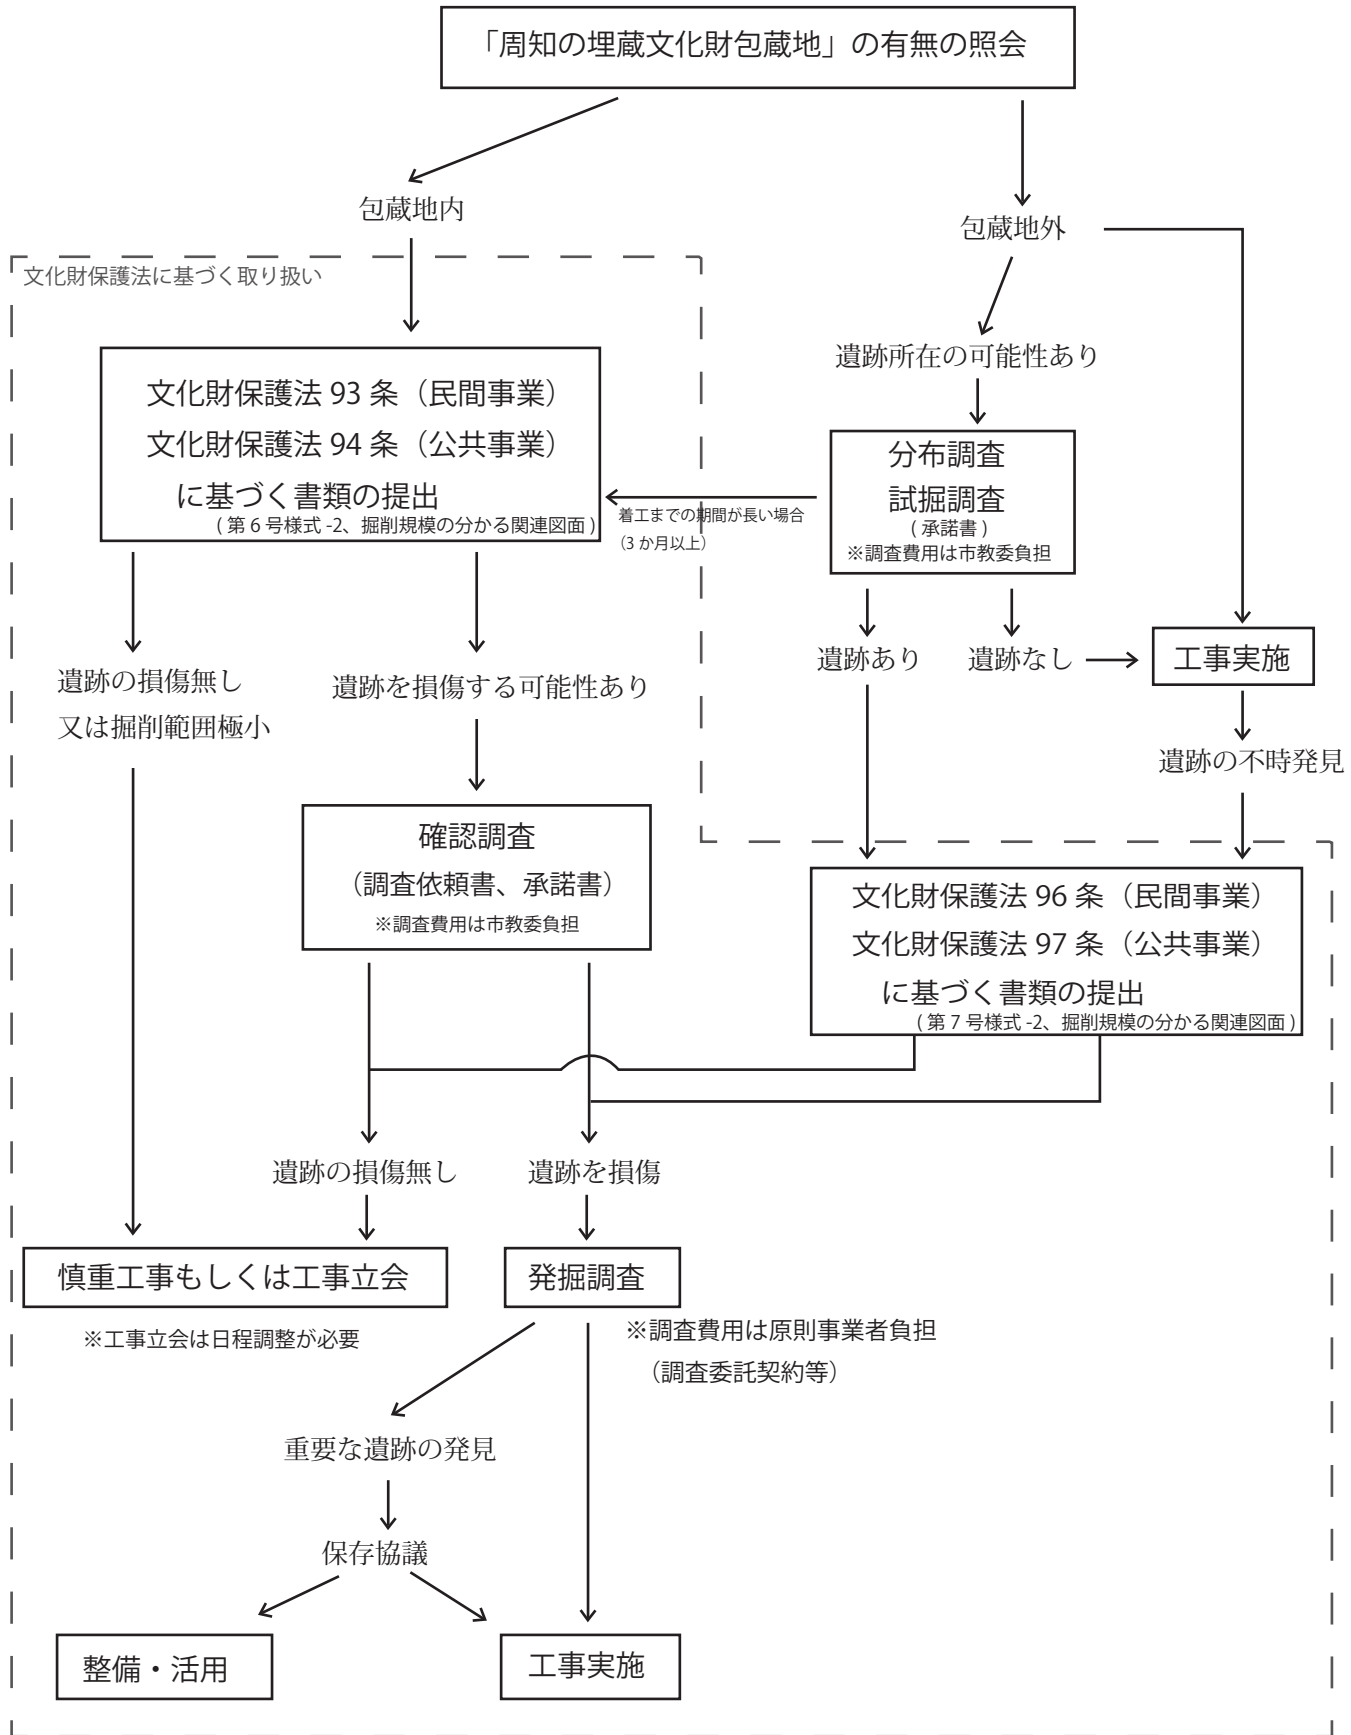 「周知の埋蔵文化財包蔵地」の有無の照会
包蔵地内
包蔵地外
文化財保護法に基づく取り扱い
遺跡所在の可能性あり
文化財保護法 93 条（民間事業）
文化財保護法 94 条（公共事業）
に基づく書類の提出
( 第 6 号様式 -2、掘削規模の分かる関連図面 )
分布調査
試掘調査
( 承諾書 )
※調査費用は市教委負担
着工までの期間が長い場合
（3 か月以上）
遺跡の損傷無し
又は掘削範囲極小
遺跡を損傷する可能性あり
遺跡あり
遺跡なし
工事実施
遺跡の不時発見
確認調査
（調査依頼書、承諾書）
※調査費用は市教委負担
文化財保護法 96 条（民間事業）
文化財保護法 97 条（公共事業）
に基づく書類の提出
( 第 7 号様式 -2、掘削規模の分かる関連図面 )
遺跡の損傷無し
遺跡を損傷
慎重工事もしくは工事立会
発掘調査
※工事立会は日程調整が必要
※調査費用は原則事業者負担
（調査委託契約等）
重要な遺跡の発見
保存協議
整備・活用
工事実施